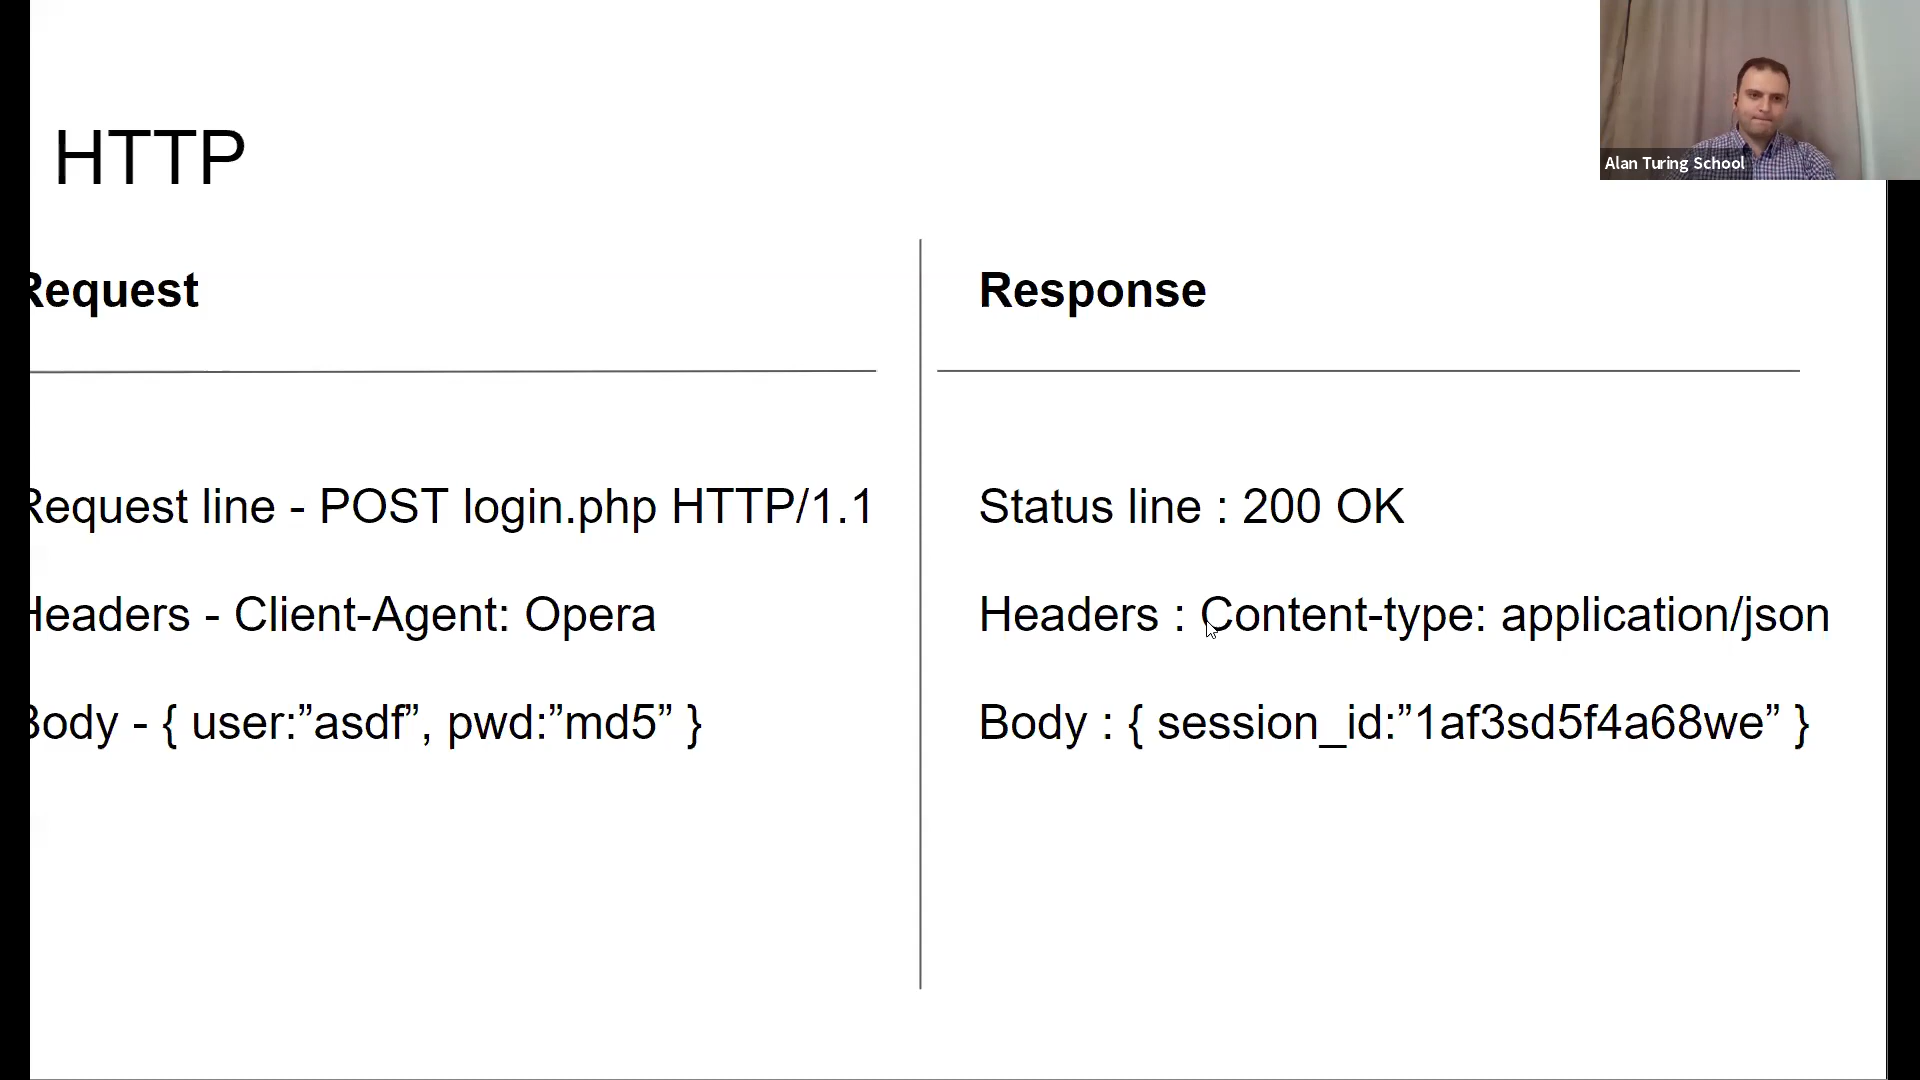 HTTP
Alan Turing School
Request
Request line - POST login.php HTTP/1.1
Headers - Client-Agent: Opera
Body - { user:”asdf”, pwd:”md5” }
Response
Status line : 200 OK
Headers : Content-type: application/json
Body : { session_id:”1af3sd5f4a68we” }